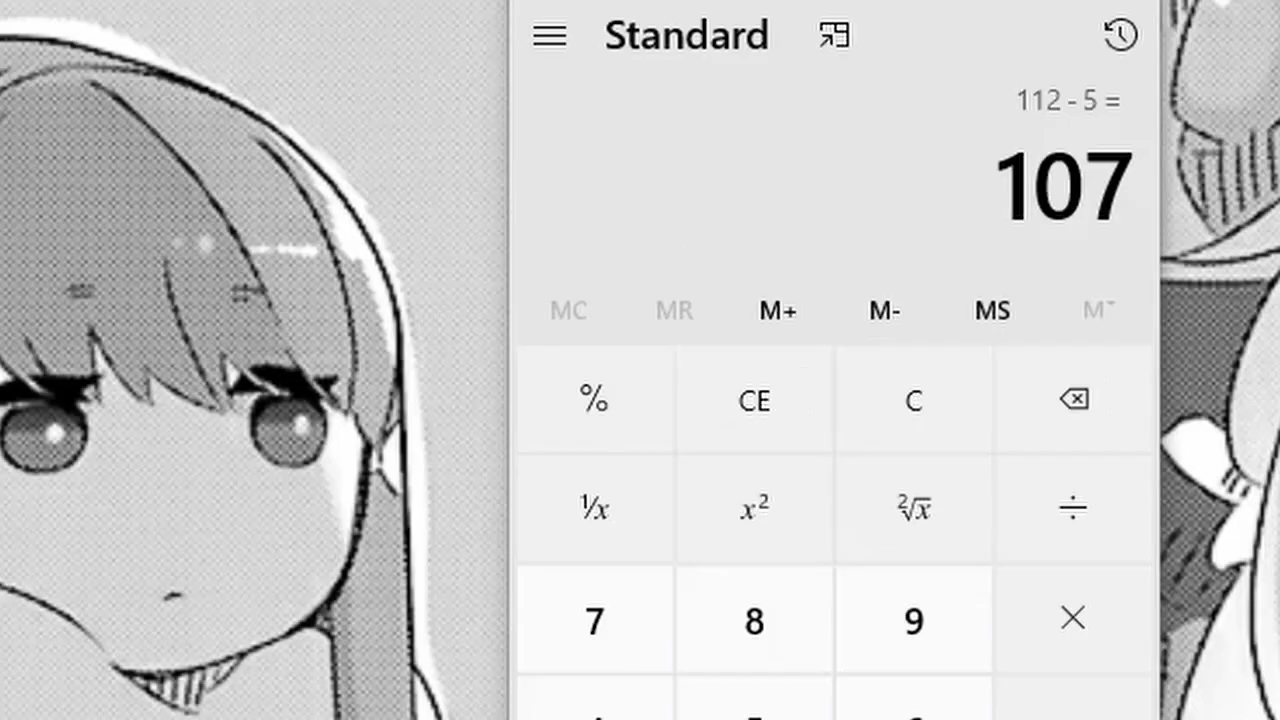 Standard
112 - 5 =
107
MC MR M+ M- MS M˅
% CE C
⅟x x² ²√x ÷
7 8 9 ×